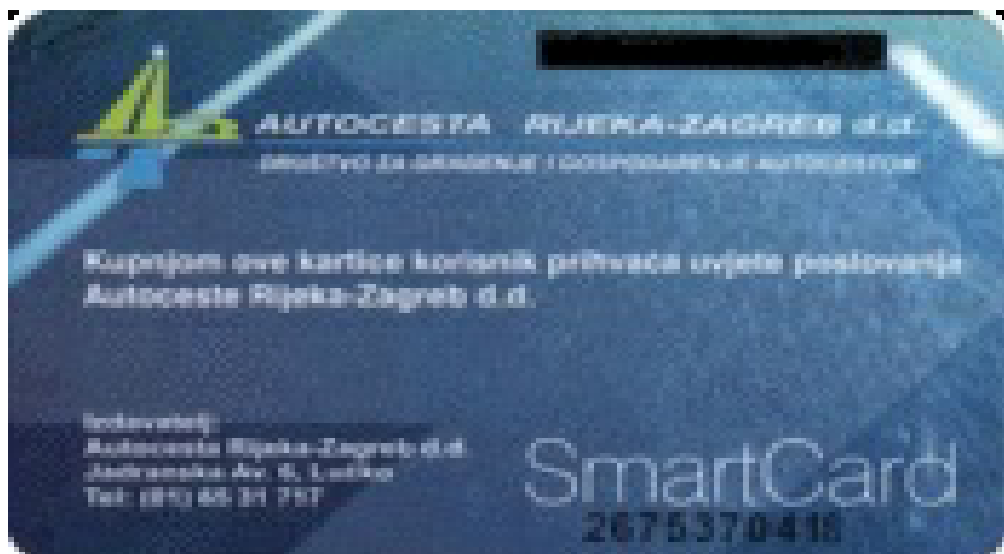 AUTOCESTA RIJEKA-ZAGREB d.d.
DRUŠTVO ZA GRAĐENJE I GOSPODARENJE AUTOCESTOM
Kupnjom ove kartice korisnik prihvaća uvjete poslovanja
Autoceste Rijeka-Zagreb d.d.
Izdavatelj:
Autocesta Rijeka-Zagreb d.d.
Jadranska Av. 6, Lučko
Tel: (01) 65 31 717
SmartCard